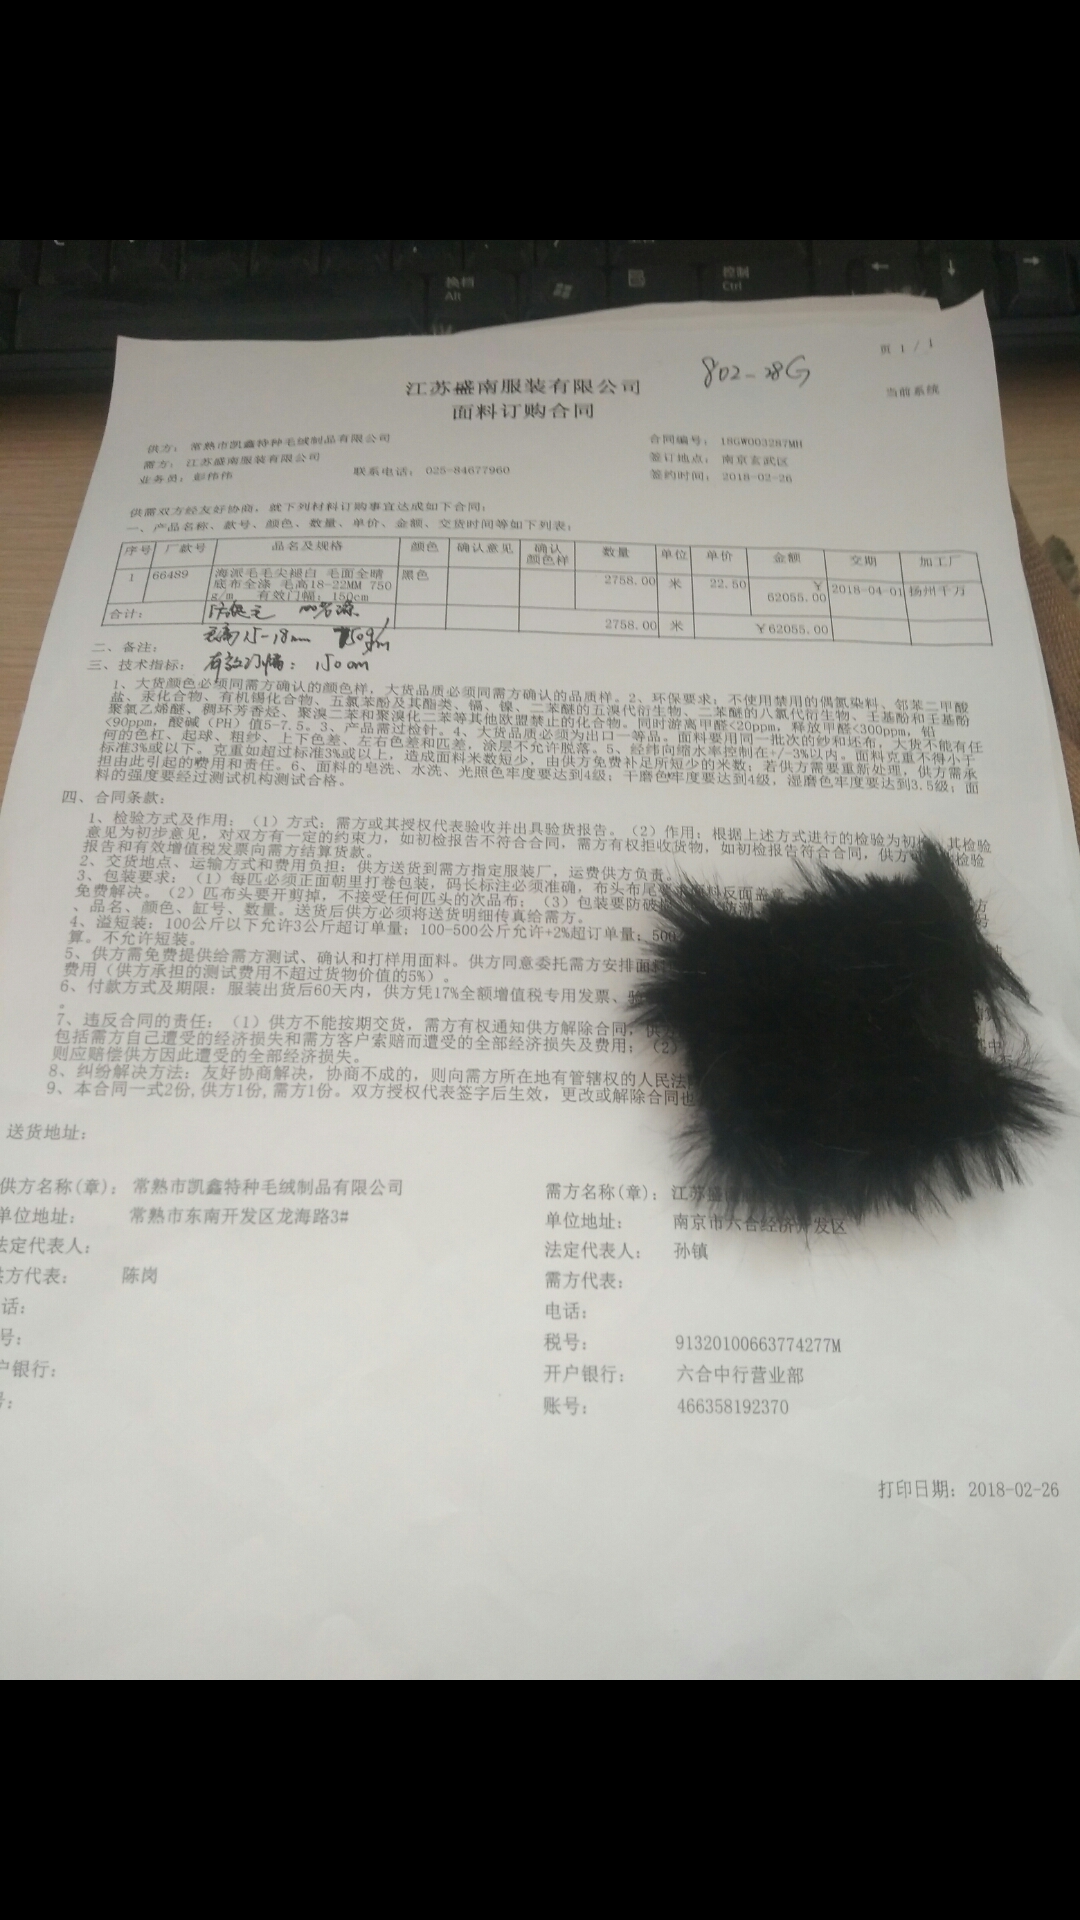 换档
Alt
控制
Ctrl
页 1 / 1
802-28G
当前系统
江苏盛南服装有限公司
面料订购合同
供方：常熟市凯鑫特种毛绒制品有限公司
需方：江苏盛南服装有限公司
业务员：彭伟伟 联系电话：025-84677960
合同编号：18GW003287MH
签订地点：南京玄武区
签约时间：2018-02-26
供需双方经友好协商，就下列材料订购事宜达成如下合同：
一、产品名称、款号、颜色、数量、单价、金额、交货时间等如下列表：
序号 厂款号 品名及规格 颜色 确认意见 确认颜色样 数量 单位 单价 金额 交期 加工厂
1 66489 海派毛毛尖褪白 毛面全晴 黑色 2758.00 米 22.50 ￥ 2018-04-01 扬州千万
底布全涤 毛高18-22MM 750 62055.00
g/m 有效门幅：150cm
合计： 2758.00 米 ￥62055.00
毛高15-18mm 750g/m
二、备注：
三、技术指标： 有效门幅：150cm
1、大货颜色必须同需方确认的颜色样，大货品质必须同需方确认的品质样。2、环保要求：不使用禁用的偶氮染料、邻苯二甲酸
盐、汞化合物、有机锡化合物、五氯苯酚及其酯类、镉、镍、二苯醚的五溴代衍生物、二苯醚的八氯代衍生物、壬基酚和壬基酚
聚氧乙烯醚、稠环芳香烃、聚溴二苯和聚溴化二苯等其他欧盟禁止的化合物。同时游离甲醛<20ppm，释放甲醛<300ppm，铅
<90ppm，酸碱（PH）值5-7.5。3、产品需过检针。4、大货品质必须为出口一等品。面料要用同一批次的纱和坯布，大货不能有任
何的色杠、起球、粗纱、上下色差、左右色差和匹差，涂层不允许脱落。5、经纬向缩水率控制在+/-3%以内。面料克重不得小于
标准3%或以下。克重如超过标准3%或以上，造成面料米数短少，由供方免费补足所短少的米数；若供方需要重新处理，供方需承
担由此引起的费用和责任。6、面料的皂洗、水洗、光照色牢度要达到4级；干磨色牢度要达到4级，湿磨色牢度要达到3.5级；面
料的强度要经过测试机构测试合格。
四、合同条款：
1、检验方式及作用：（1）方式：需方或其授权代表验收并出具验货报告。（2）作用：根据上述方式进行的检验为初检，其检验
意见为初步意见，对双方有一定的约束力，如初检报告不符合合同，需方有权拒收货物，如初检报告符合合同，供方 检验
报告和有效增值税发票向需方结算货款。
2、交货地点、运输方式和费用负担：供方送货到需方指定服装厂，运费供方负责。
3、包装要求：（1）每匹必须正面朝里打卷包装，码长标注必须准确，布头布尾要求面料反面盖章
免费解决。（2）匹布头要开剪掉，不接受任何匹头的次品布；（3）包装要防破损 防潮 方
、品名、颜色、缸号、数量。送货后供方必须将送货明细传真给需方。 号
4、溢短装：100公斤以下允许3公斤超订单量；100-500公斤允许+2%超订单量；500
算。不允许短装。
5、供方需免费提供给需方测试、确认和打样用面料。供方同意委托需方安排面料
费用（供方承担的测试费用不超过货物价值的5%）。
6、付款方式及期限：服装出货后60天内，供方凭17%全额增值税专用发票、验
。
7、违反合同的责任：（1）供方不能按期交货，需方有权通知供方解除合同，供方
包括需方自己遭受的经济损失和需方客户索赔而遭受的全部经济损失及费用；（2） 中
则应赔偿供方因此遭受的全部经济损失。
8、纠纷解决方法：友好协商解决，协商不成的，则向需方所在地有管辖权的人民法
9、本合同一式2份，供方1份，需方1份。双方授权代表签字后生效，更改或解除合同也
送货地址：
供方名称(章)：常熟市凯鑫特种毛绒制品有限公司
单位地址： 常熟市东南开发区龙海路3#
法定代表人：
方代表： 陈岗
话：
号：
户银行：
号：
需方名称(章)：江苏盛
单位地址： 南京市六合经济开发区
法定代表人： 孙镇
需方代表：
电话：
税号： 91320100663774277M
开户银行： 六合中行营业部
账号： 466358192370
打印日期：2018-02-26